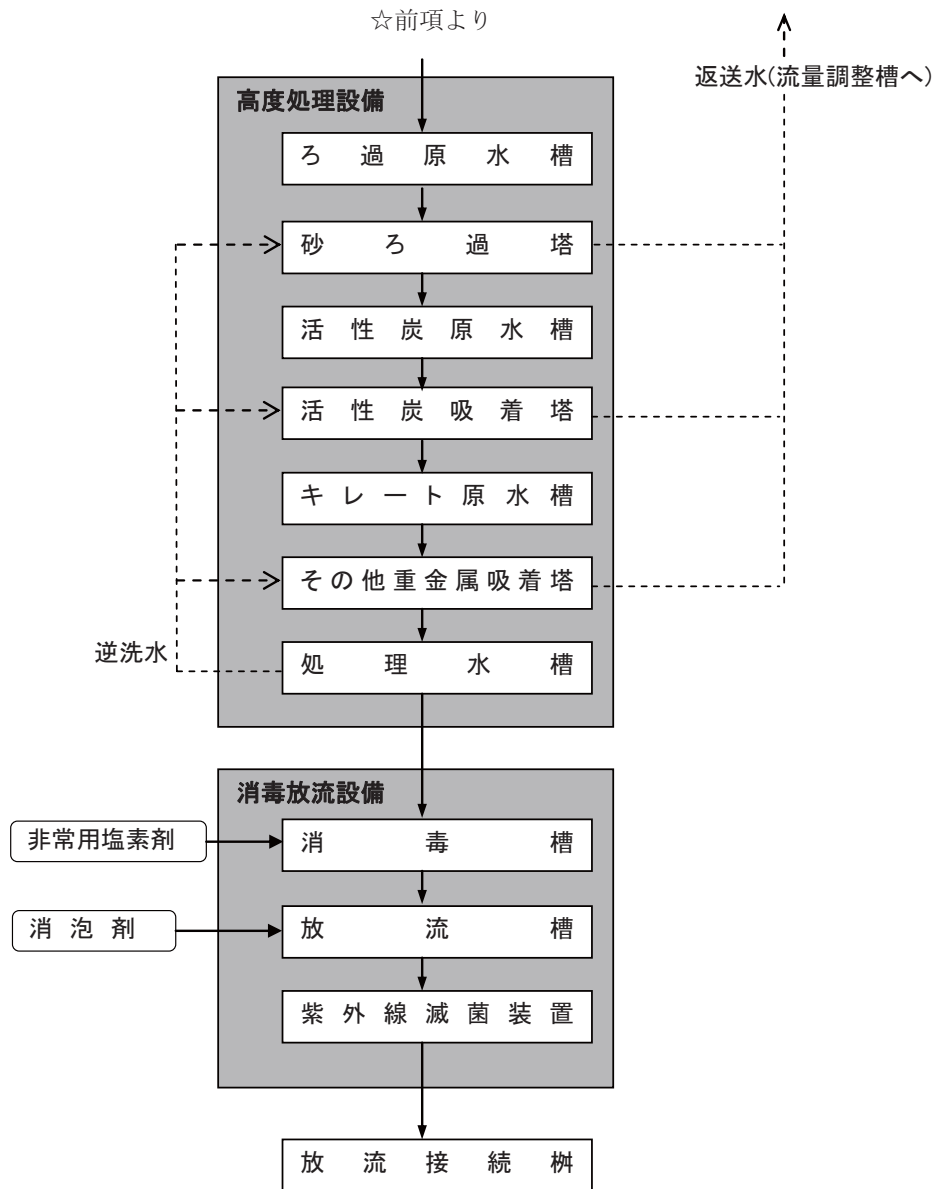 ☆前項より
返送水(流量調整槽へ)
高度処理設備
ろ過原水槽
砂ろ過塔
活性炭原水槽
活性炭吸着塔
キレート原水槽
その他重金属吸着塔
逆洗水
処理水槽
消毒放流設備
非常用塩素剤
消毒槽
消泡剤
放流槽
紫外線滅菌装置
放流接続桝